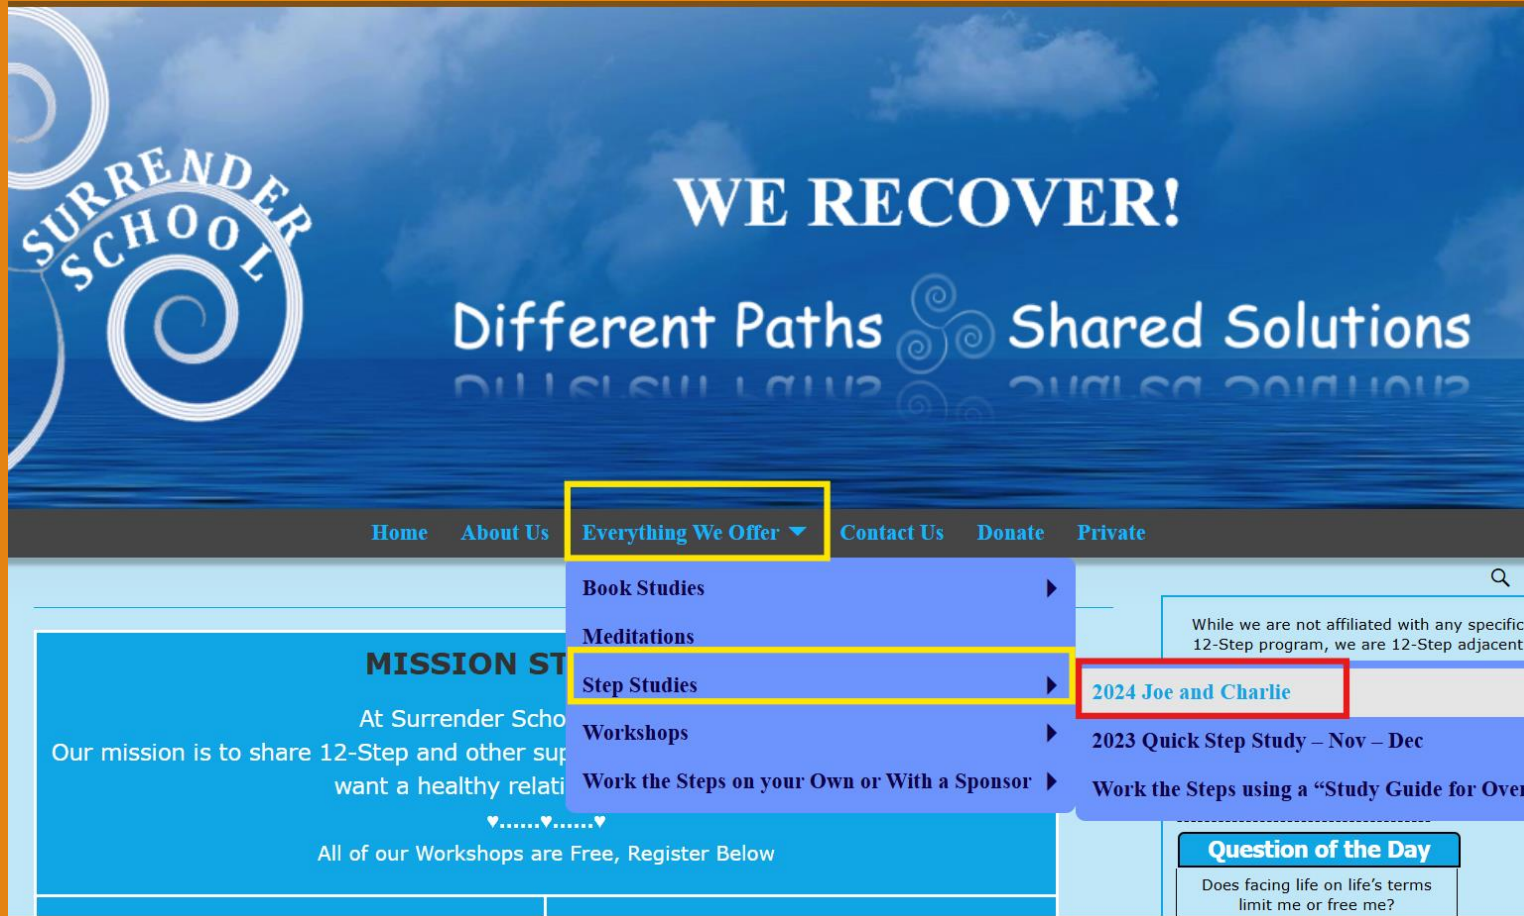 SURRENDER
SCHOOL
WE RECOVER!
Different Paths Shared Solutions
Home About Us Everything We Offer Contact Us Donate Private
Book Studies
Meditations
Step Studies
Workshops
Work the Steps on your Own or With a Sponsor
2024 Joe and Charlie
2023 Quick Step Study – Nov – Dec
Work the Steps using a “Study Guide for
MISSION
At Surrender
Our mission is to share 12-Step and other
want a healthy
♥......♥......♥
All of our Workshops are Free, Register Below
While we are not affiliated with any specific
12-Step program, we are 12-Step adjacent
Question of the Day
Does facing life on life’s terms
limit me or free me?